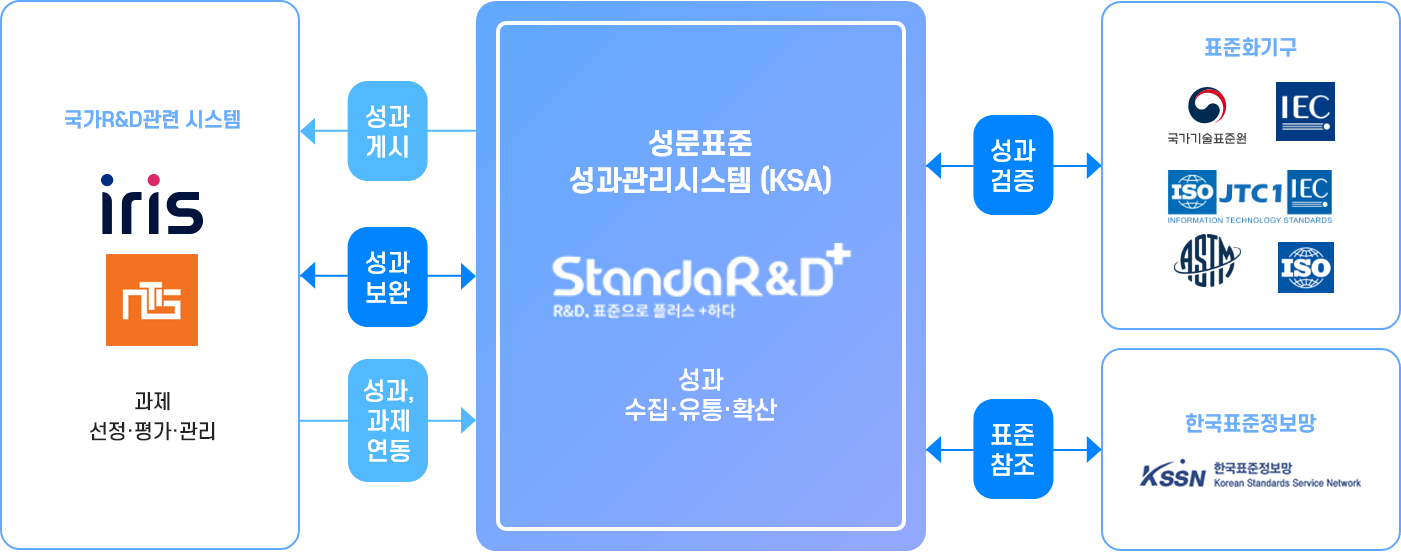 국가R&D관련 시스템
iris
NTIS
과제
선정·평가·관리
성과
게시
성과
보완
성과,
과제
연동
성문표준
성과관리시스템 (KSA)
StandaR&D+
R&D, 표준으로 플러스 +하다
성과
수집·유통·확산
성과
검증
표준
참조
표준화기구
국가기술표준원
IEC
ISO JTC1 IEC
INFORMATION TECHNOLOGY STANDARDS
ASTM
ISO
한국표준정보망
KSSN 한국표준정보망
Korean Standards Service Network